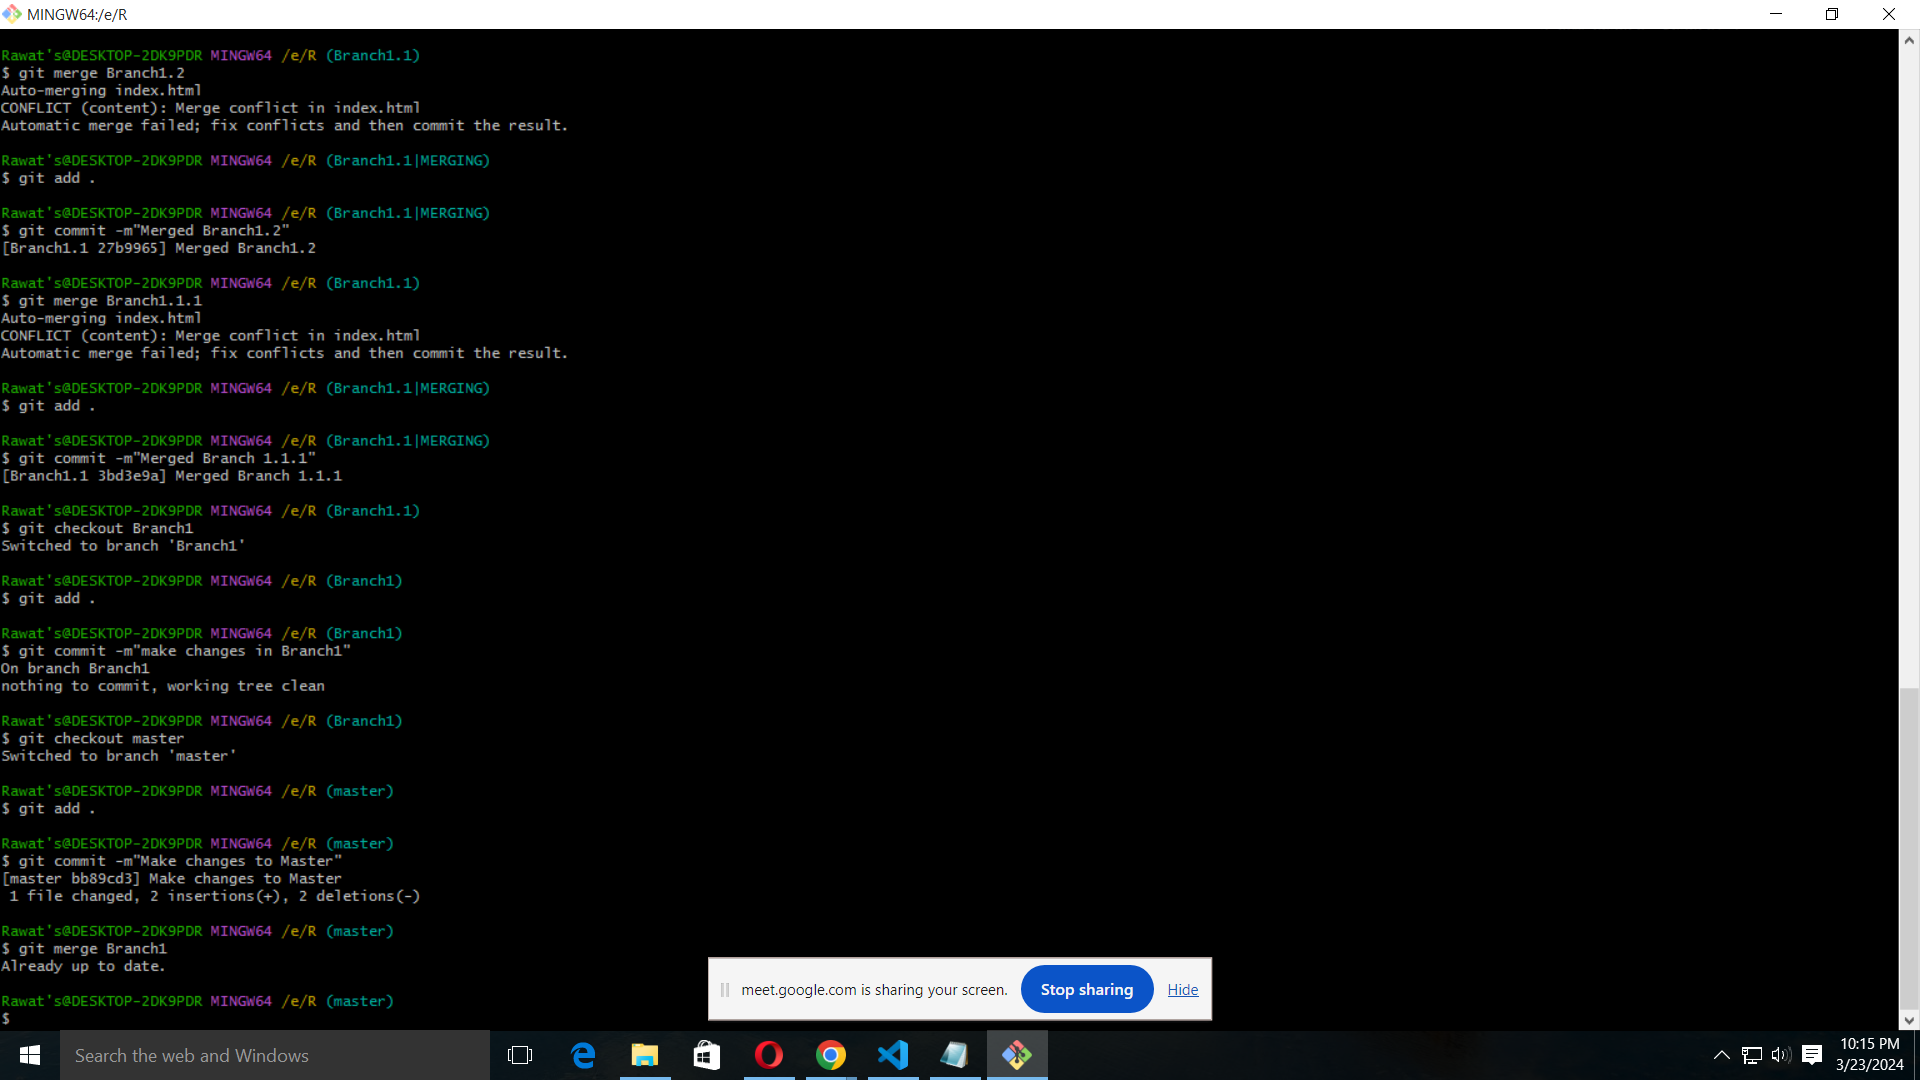 MINGW64:/e/R
Rawat's@DESKTOP-2DK9PDR MINGW64 /e/R (Branch1.1)
$ git merge Branch1.2
Auto-merging index.html
CONFLICT (content): Merge conflict in index.html
Automatic merge failed; fix conflicts and then commit the result.
Rawat's@DESKTOP-2DK9PDR MINGW64 /e/R (Branch1.1|MERGING)
$ git add .
Rawat's@DESKTOP-2DK9PDR MINGW64 /e/R (Branch1.1|MERGING)
$ git commit -m"Merged Branch1.2"
[Branch1.1 27b9965] Merged Branch1.2
Rawat's@DESKTOP-2DK9PDR MINGW64 /e/R (Branch1.1)
$ git merge Branch1.1.1
Auto-merging index.html
CONFLICT (content): Merge conflict in index.html
Automatic merge failed; fix conflicts and then commit the result.
Rawat's@DESKTOP-2DK9PDR MINGW64 /e/R (Branch1.1|MERGING)
$ git add .
Rawat's@DESKTOP-2DK9PDR MINGW64 /e/R (Branch1.1|MERGING)
$ git commit -m"Merged Branch 1.1.1"
[Branch1.1 3bd3e9a] Merged Branch 1.1.1
Rawat's@DESKTOP-2DK9PDR MINGW64 /e/R (Branch1.1)
$ git checkout Branch1
Switched to branch 'Branch1'
Rawat's@DESKTOP-2DK9PDR MINGW64 /e/R (Branch1)
$ git add .
Rawat's@DESKTOP-2DK9PDR MINGW64 /e/R (Branch1)
$ git commit -m"make changes in Branch1"
On branch Branch1
nothing to commit, working tree clean
Rawat's@DESKTOP-2DK9PDR MINGW64 /e/R (Branch1)
$ git checkout master
Switched to branch 'master'
Rawat's@DESKTOP-2DK9PDR MINGW64 /e/R (master)
$ git add .
Rawat's@DESKTOP-2DK9PDR MINGW64 /e/R (master)
$ git commit -m"Make changes to Master"
[master bb89cd3] Make changes to Master
1 file changed, 2 insertions(+), 2 deletions(-)
Rawat's@DESKTOP-2DK9PDR MINGW64 /e/R (master)
$ git merge Branch1
Already up to date.
Rawat's@DESKTOP-2DK9PDR MINGW64 /e/R (master)
$
meet.google.com is sharing your screen. Stop sharing Hide
Search the web and Windows
10:15 PM
3/23/2024